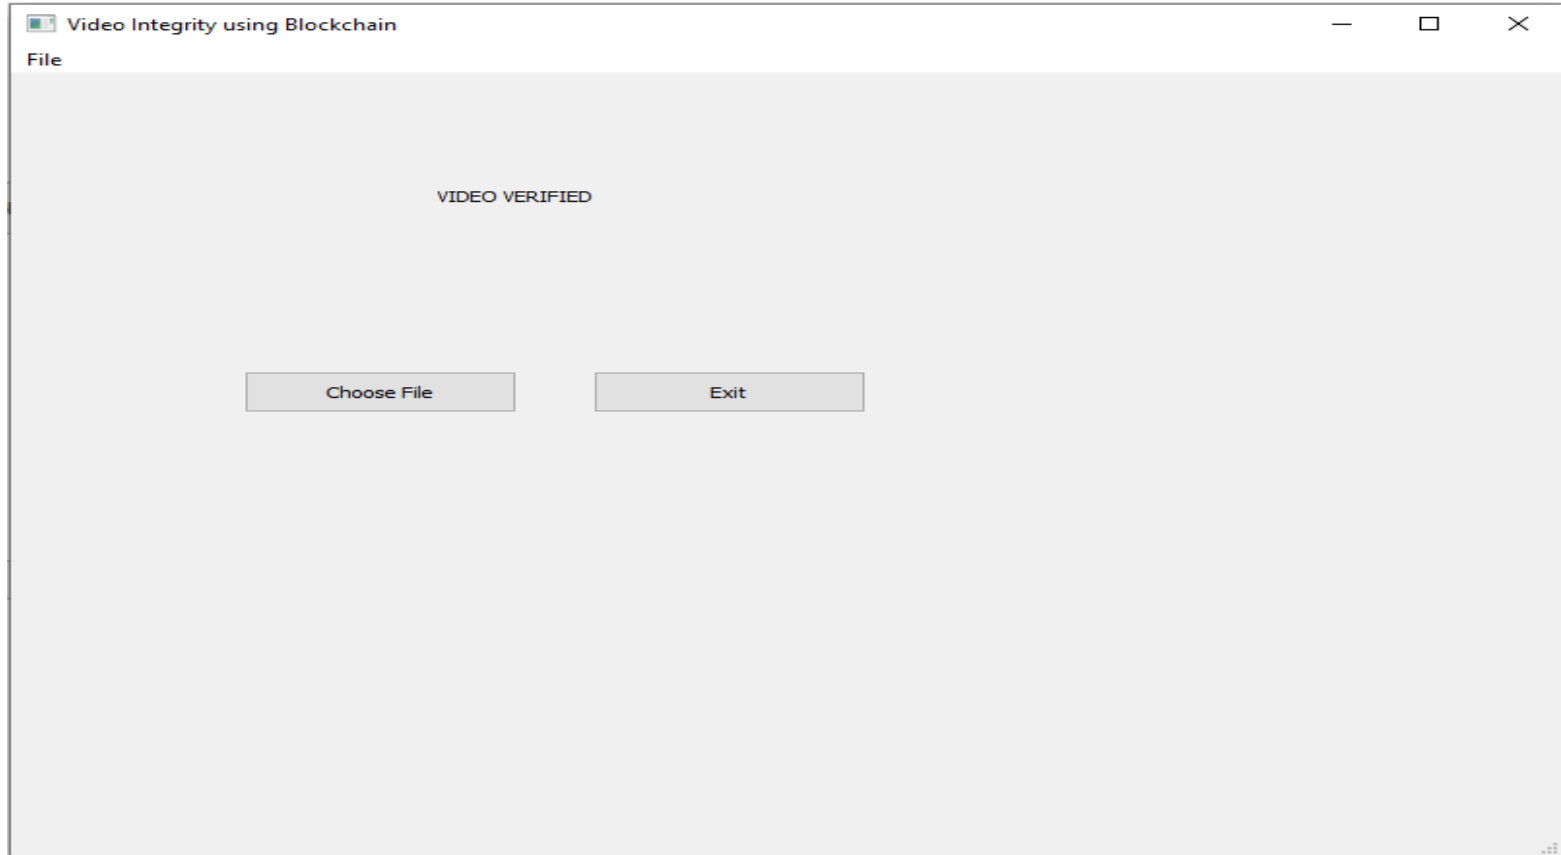 Video Integrity using Blockchain
File
VIDEO VERIFIED
Choose File
Exit